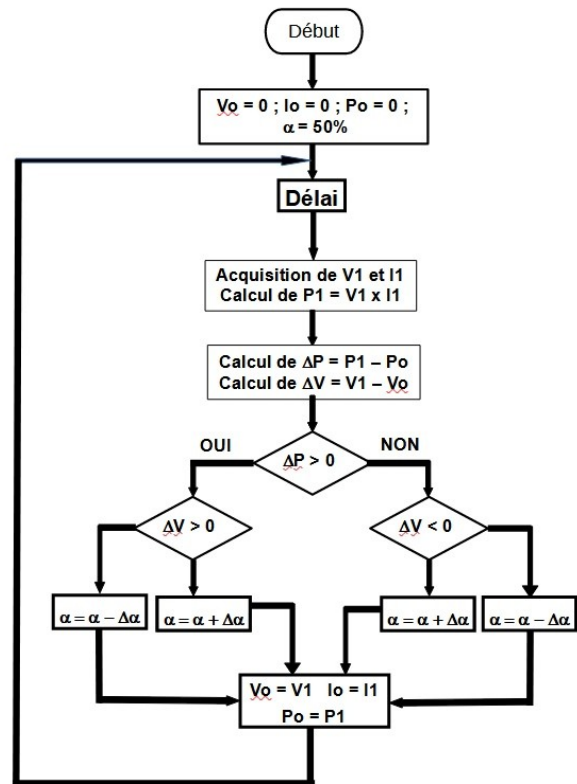 Début
Vo = 0 ; Io = 0 ; Po = 0 ;
α = 50%
Délai
Acquisition de V1 et I1
Calcul de P1 = V1 x I1
Calcul de ΔP = P1 – Po
Calcul de ΔV = V1 – Vo
OUI
NON
ΔP > 0
ΔV > 0
ΔV < 0
α = α – Δα
α = α + Δα
α = α + Δα
α = α – Δα
Vo = V1 Io = I1
Po = P1